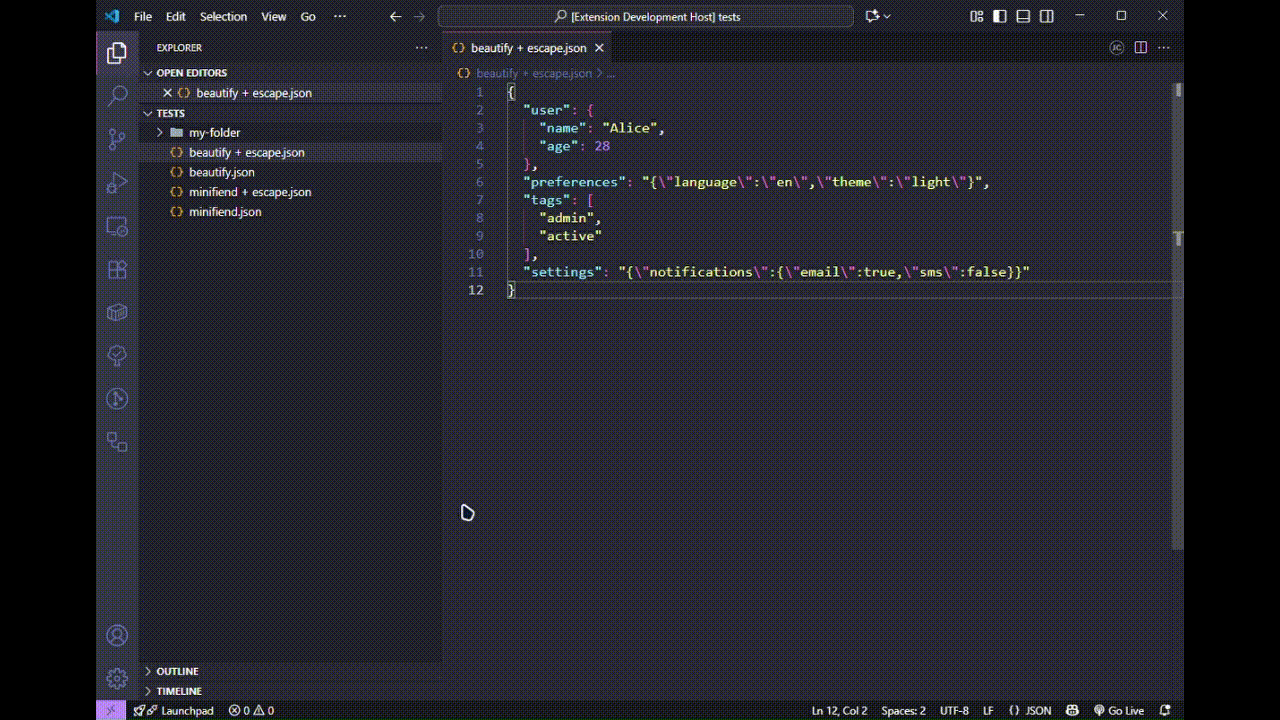 File Edit Selection View Go ··· [Extension Development Host] tests
EXPLORER ···
OPEN EDITORS
beautify + escape.json
TESTS
my-folder
beautify + escape.json
beautify.json
minifiend + escape.json
minifiend.json
OUTLINE
TIMELINE
{} beautify + escape.json JC ···
{} beautify + escape.json > ...
1 {
2 "user": {
3 "name": "Alice",
4 "age": 28
5 },
6 "preferences": "{\"language\":\"en\",\"theme\":\"light\"}",
7 "tags": [
8 "admin",
9 "active"
10 ],
11 "settings": "{\"notifications\":{\"email\":true,\"sms\":false}}"
12 }
Launchpad 0 0 Ln 12, Col 2 Spaces: 2 UTF-8 LF {} JSON Go Live